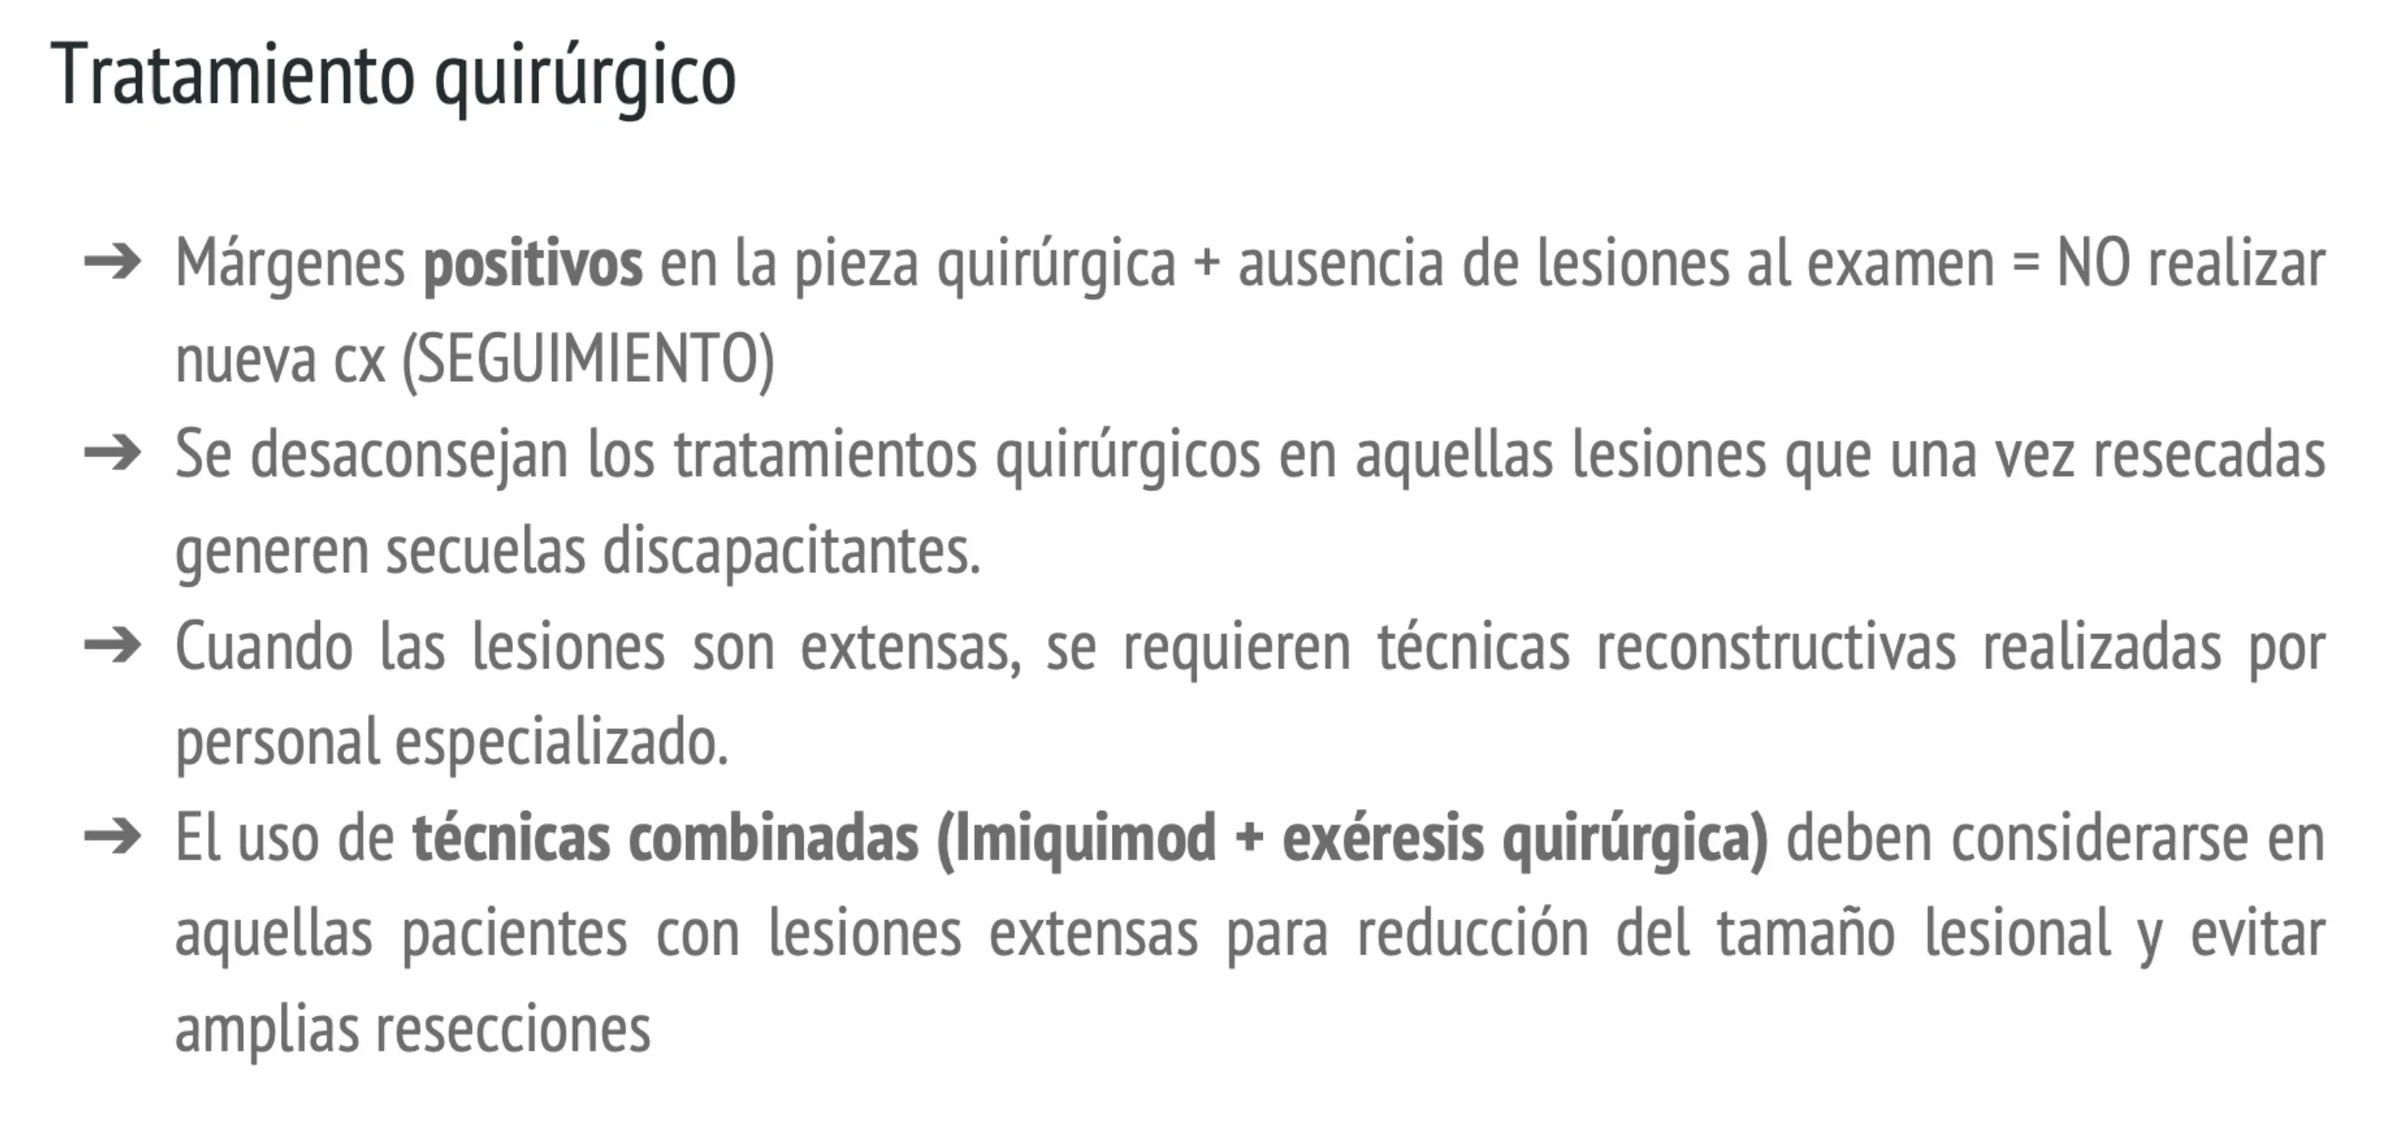 Tratamiento quirúrgico
➔ Márgenes positivos en la pieza quirúrgica + ausencia de lesiones al examen = NO realizar
nueva cx (SEGUIMIENTO)
➔ Se desaconsejan los tratamientos quirúrgicos en aquellas lesiones que una vez resecadas
generen secuelas discapacitantes.
➔ Cuando las lesiones son extensas, se requieren técnicas reconstructivas realizadas por
personal especializado.
➔ El uso de técnicas combinadas (Imiquimod + exéresis quirúrgica) deben considerarse en
aquellas pacientes con lesiones extensas para reducción del tamaño lesional y evitar
amplias resecciones